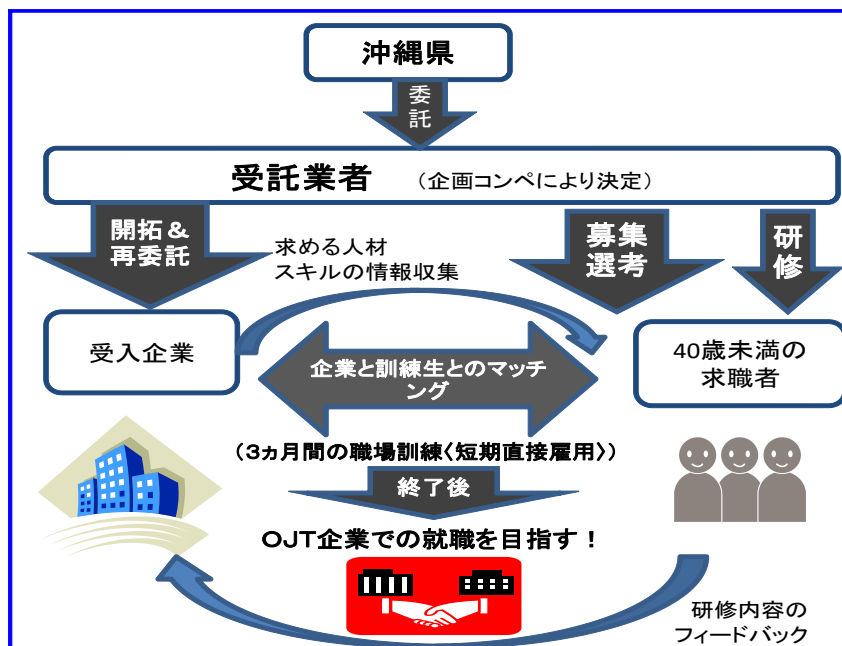 沖縄県
委
託
受託業者　（企画コンペにより決定）
開拓＆
再委託
求める人材
スキルの情報収集
募集
選考
研
修
受入企業
企業と訓練生とのマッチ
ング
40歳未満の
求職者
（3ヵ月間の職場訓練〈短期直接雇用〉）
終了後
OJT企業での就職を目指す！
研修内容の
フィードバック